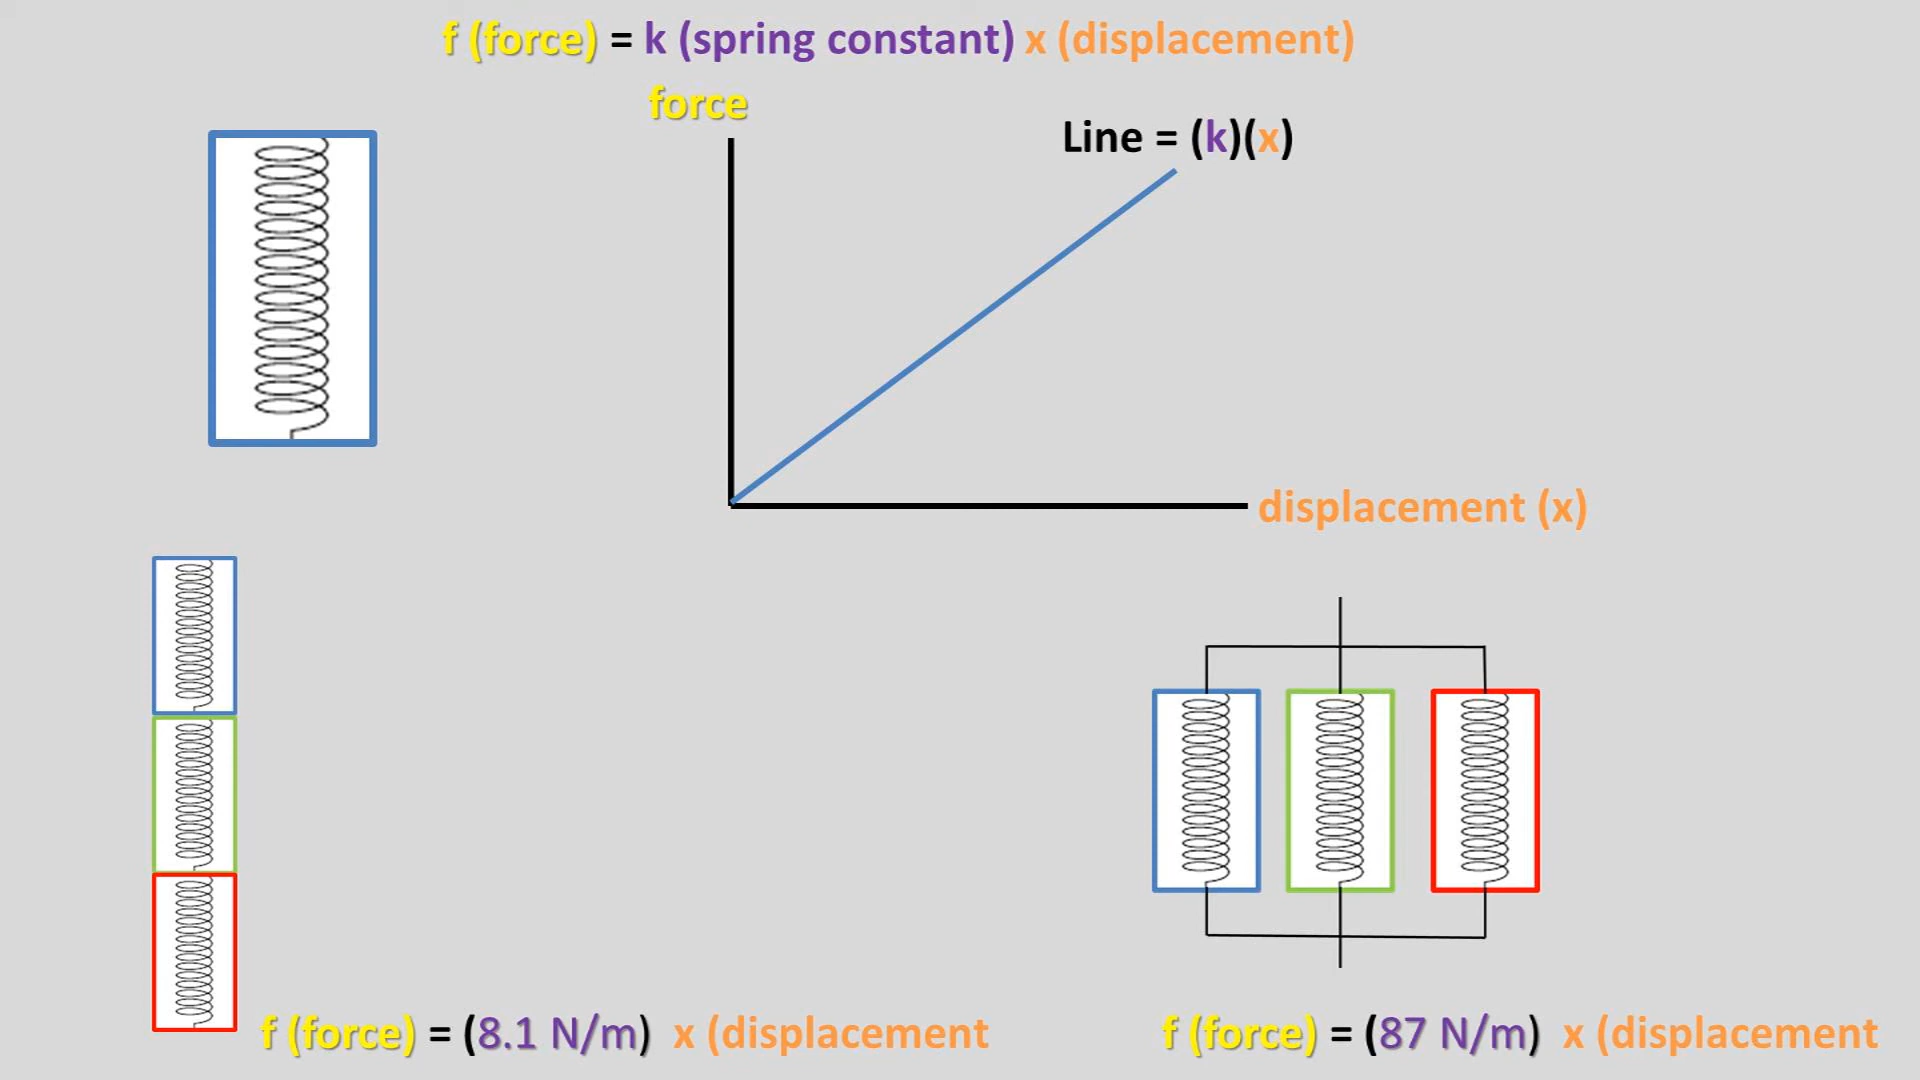 f (force) = k (spring constant) x (displacement)
force
Line = (k)(x)
displacement (x)
f (force) = (8.1 N/m) x (displacement
f (force) = (87 N/m) x (displacement